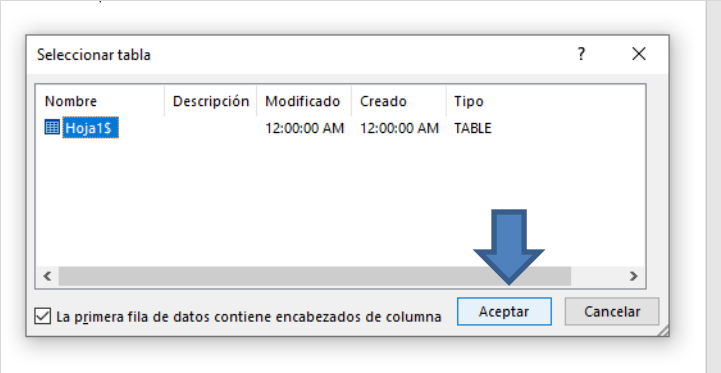 Seleccionar tabla ? X
Nombre Descripción Modificado Creado Tipo
Hoja1$ 12:00:00 AM 12:00:00 AM TABLE
La primera fila de datos contiene encabezados de columna Aceptar Cancelar